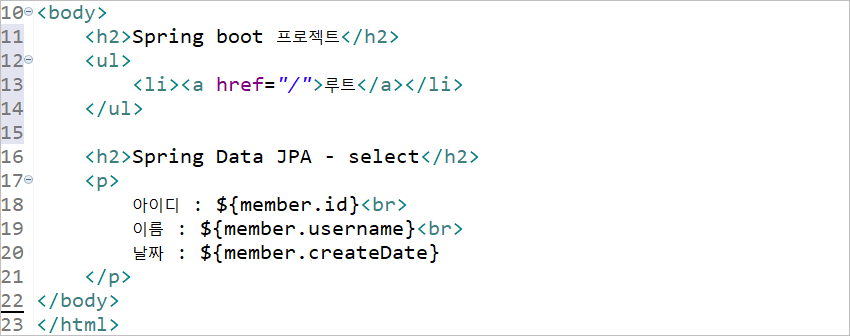 10 <body>
11     <h2>Spring boot 프로젝트</h2>
12     <ul>
13         <li><a href="/">루트</a></li>
14     </ul>
15
16     <h2>Spring Data JPA - select</h2>
17     <p>
18         아이디 : ${member.id}<br>
19         이름 : ${member.username}<br>
20         날짜 : ${member.createDate}
21     </p>
22 </body>
23 </html>